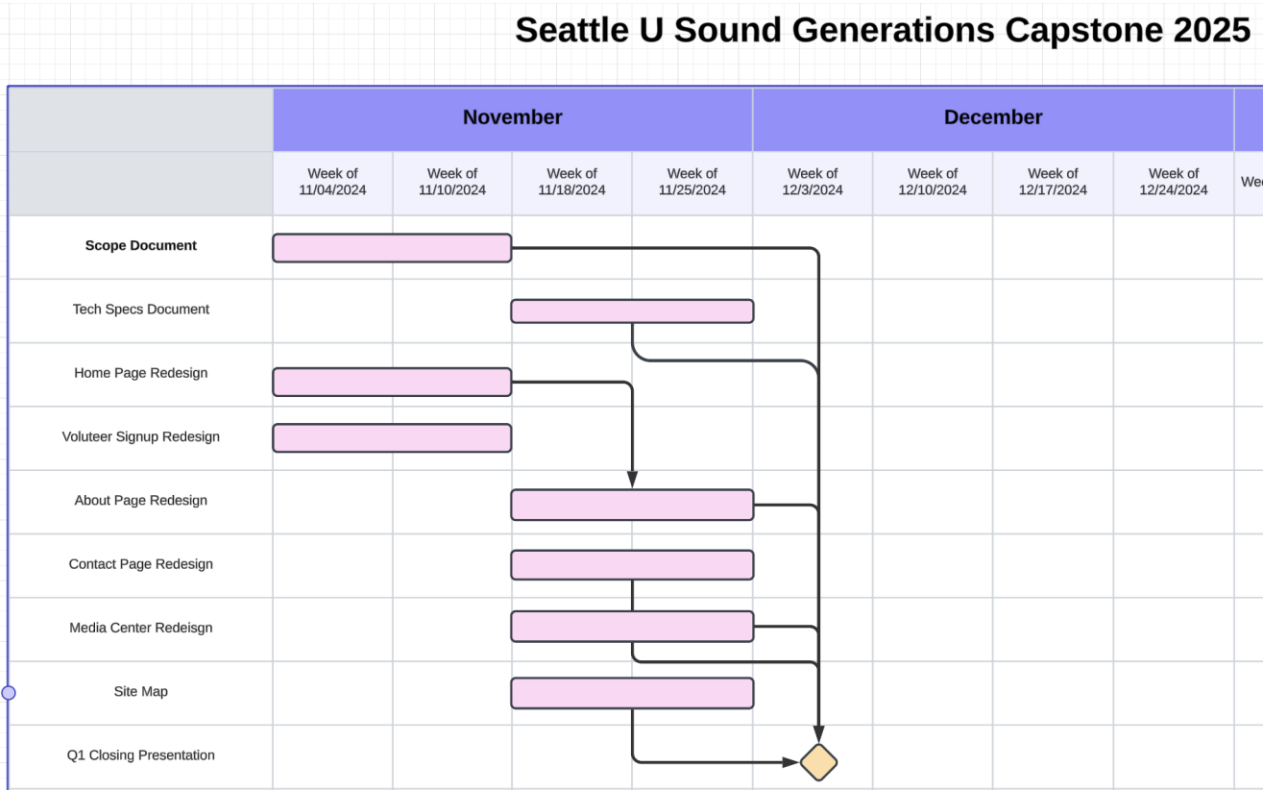 Seattle U Sound Generations Capstone 2025
November
December
Week of
11/04/2024
Week of
11/10/2024
Week of
11/18/2024
Week of
11/25/2024
Week of
12/3/2024
Week of
12/10/2024
Week of
12/17/2024
Week of
12/24/2024
Scope Document
Tech Specs Document
Home Page Redesign
Voluteer Signup Redesign
About Page Redesign
Contact Page Redesign
Media Center Redeisgn
Site Map
Q1 Closing Presentation